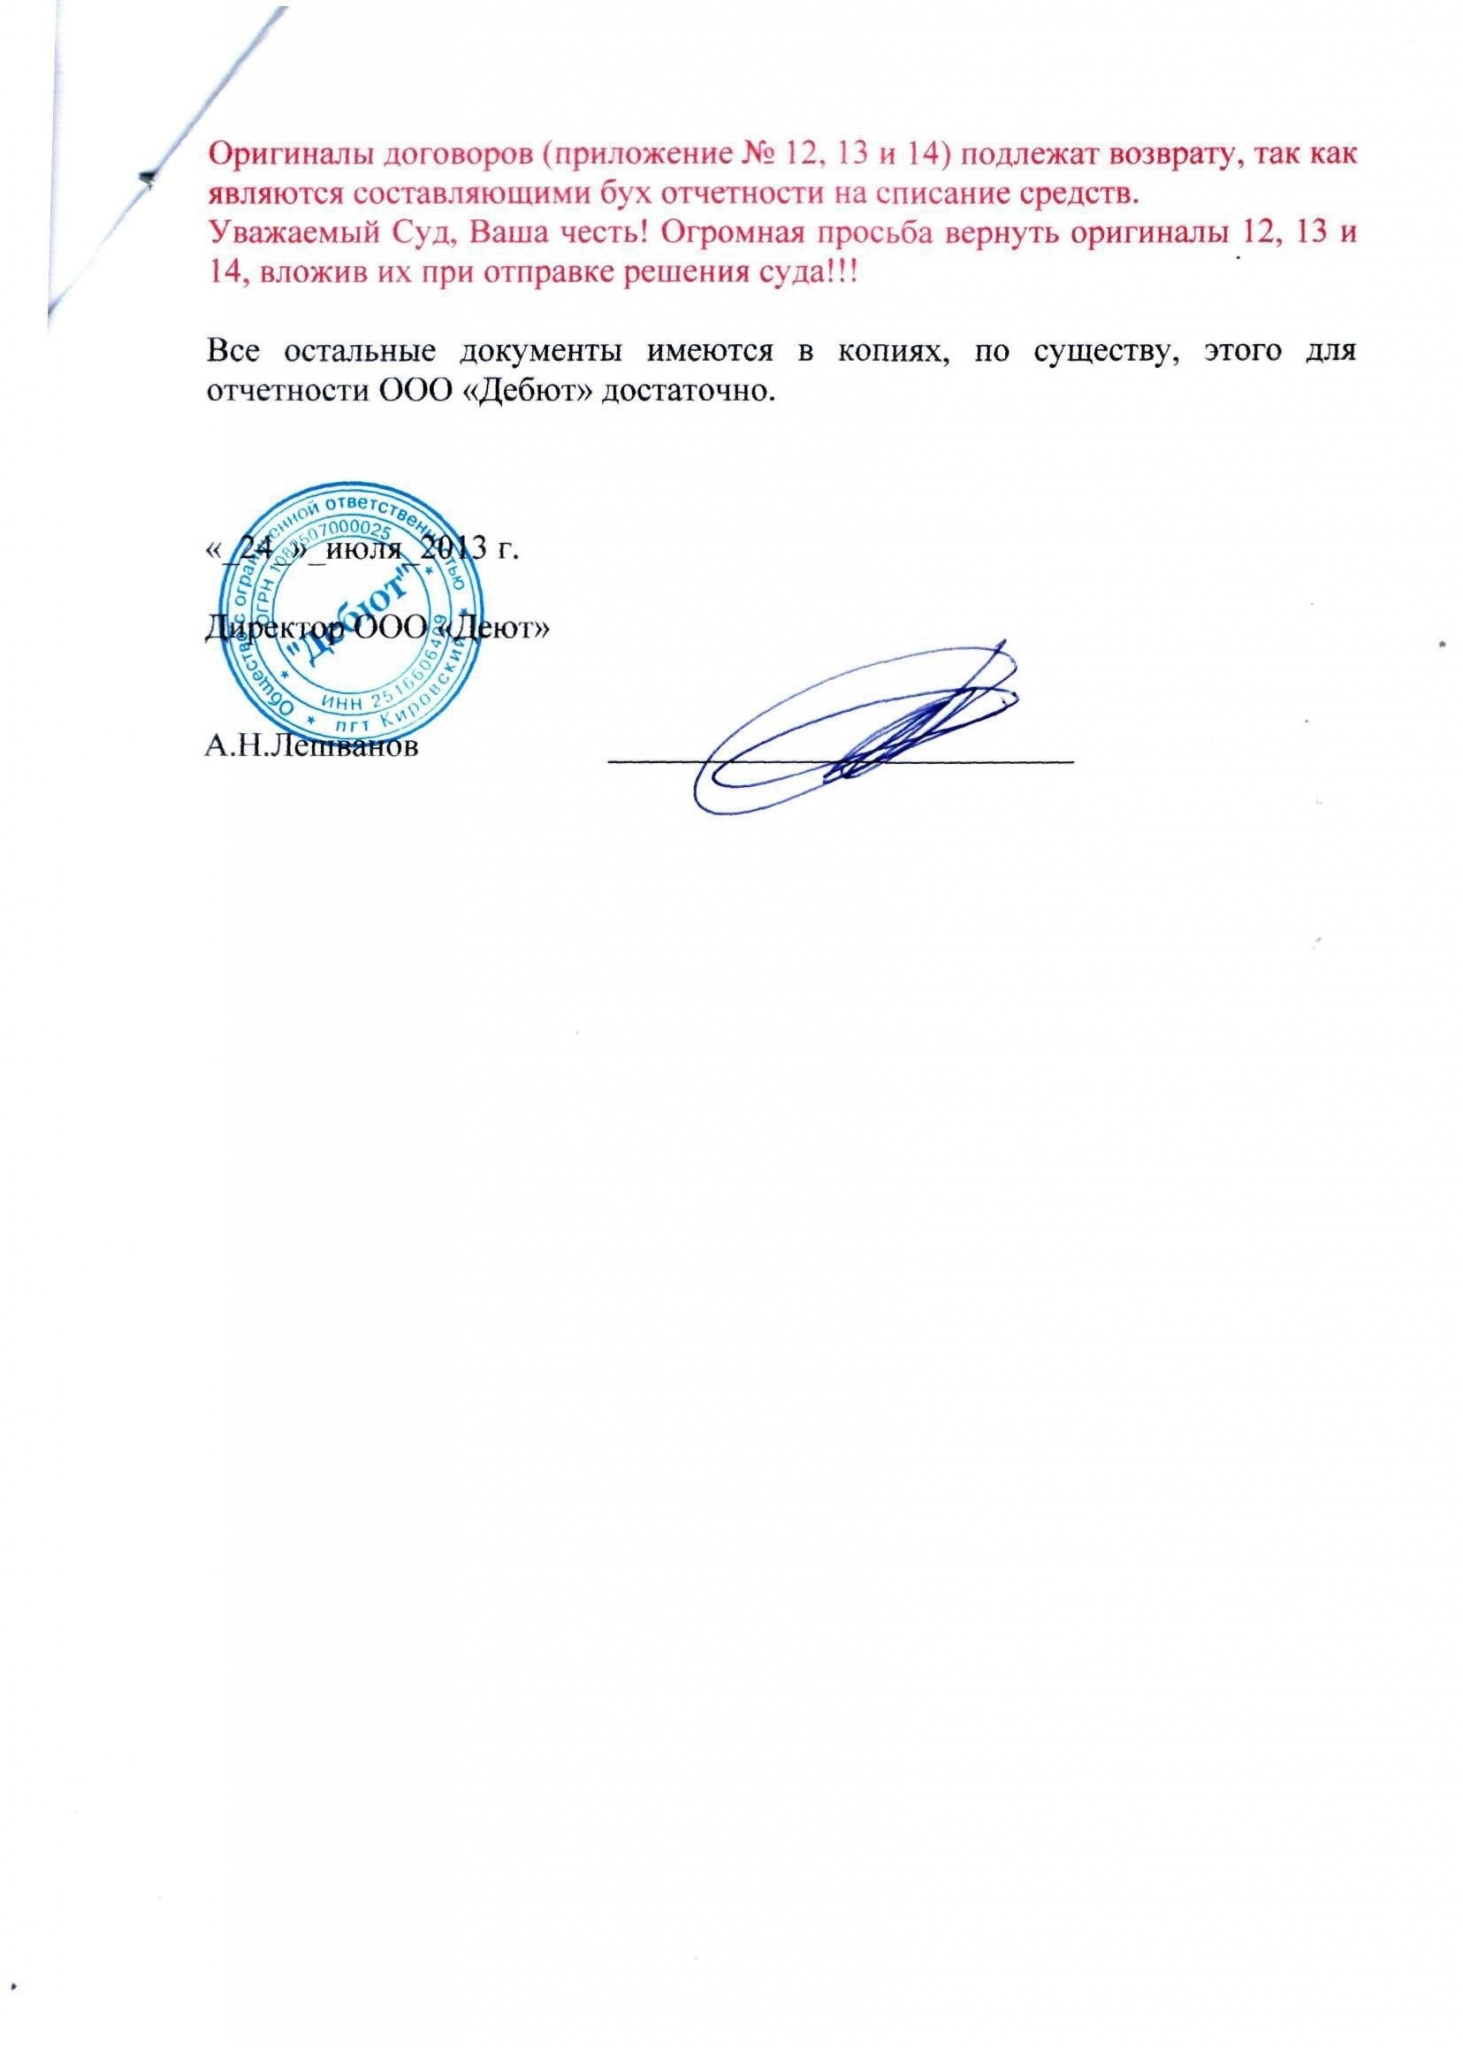 Оригиналы договоров (приложение № 12, 13 и 14) подлежат возврату, так как
являются составляющими бух отчетности на списание средств.
Уважаемый Суд, Ваша честь! Огромная просьба вернуть оригиналы 12, 13 и
14, вложив их при отправке решения суда!!!
Все остальные документы имеются в копиях, по существу, этого для
отчетности ООО «Дебют» достаточно.
«_24_»_июля_2013 г.
Директор ООО «Деют»
А.Н.Лешванов
Общество с ограниченной ответственностью
пгт Кировский
ОГРН 1082507000025
ИНН 2516606409
"Дебют"